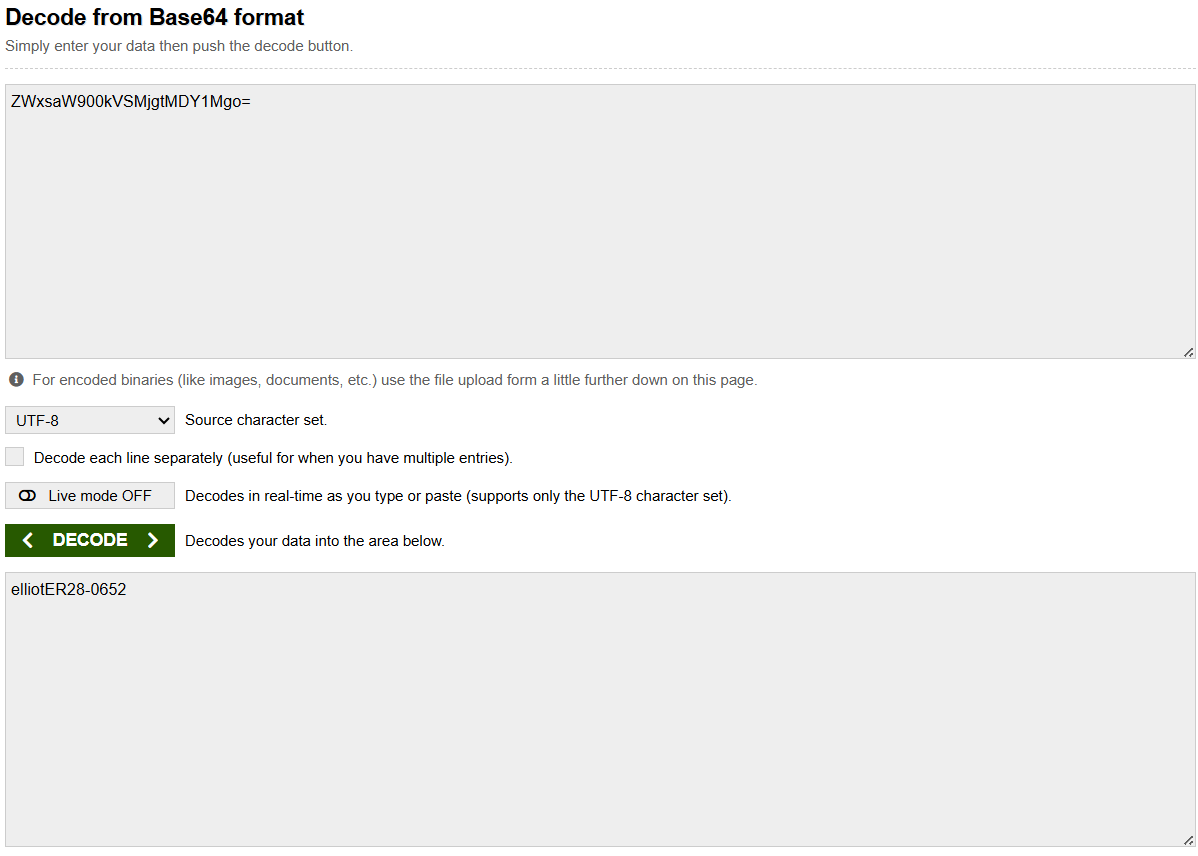 Decode from Base64 format
Simply enter your data then push the decode button.
ZWxsaW900kVSMjgtMDY1Mgo=
For encoded binaries (like images, documents, etc.) use the file upload form a little further down on this page.
UTF-8 Source character set.
Decode each line separately (useful for when you have multiple entries).
Live mode OFF Decodes in real-time as you type or paste (supports only the UTF-8 character set).
< DECODE > Decodes your data into the area below.
elliotER28-0652